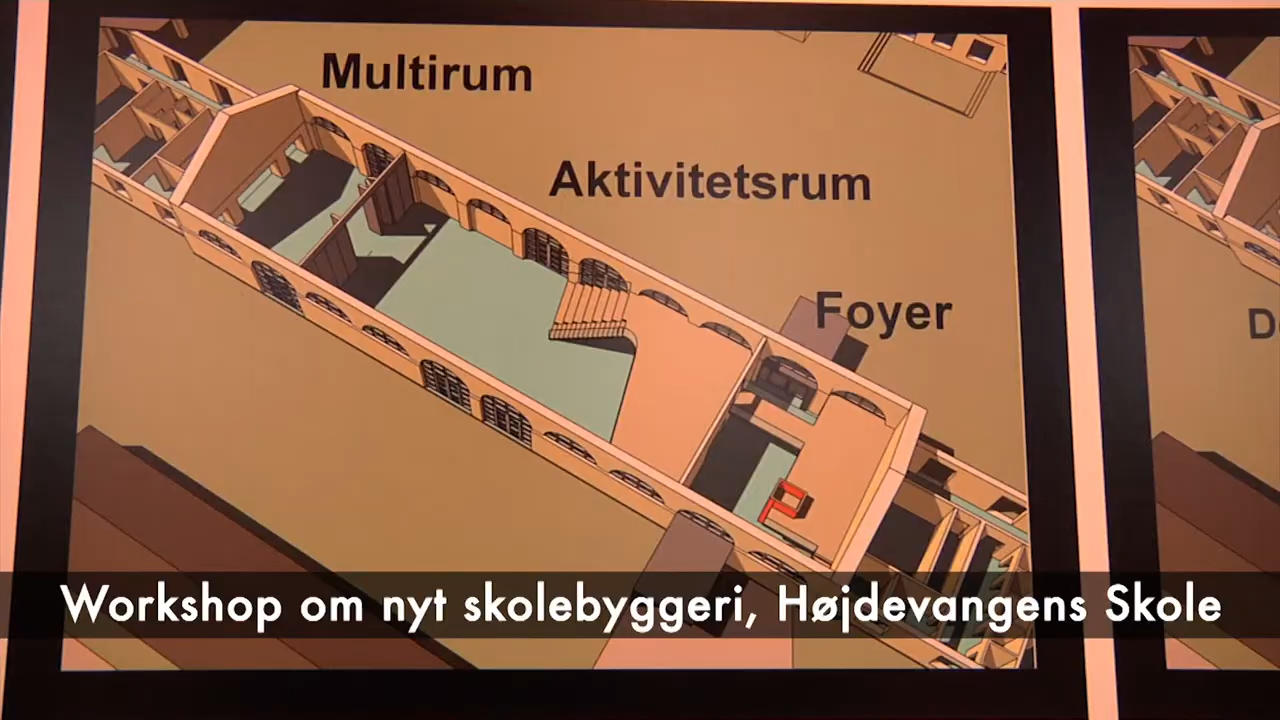 Multirum
Aktivitetsrum
Foyer
D
Workshop om nyt skolebyggeri, Højdevangens Skole